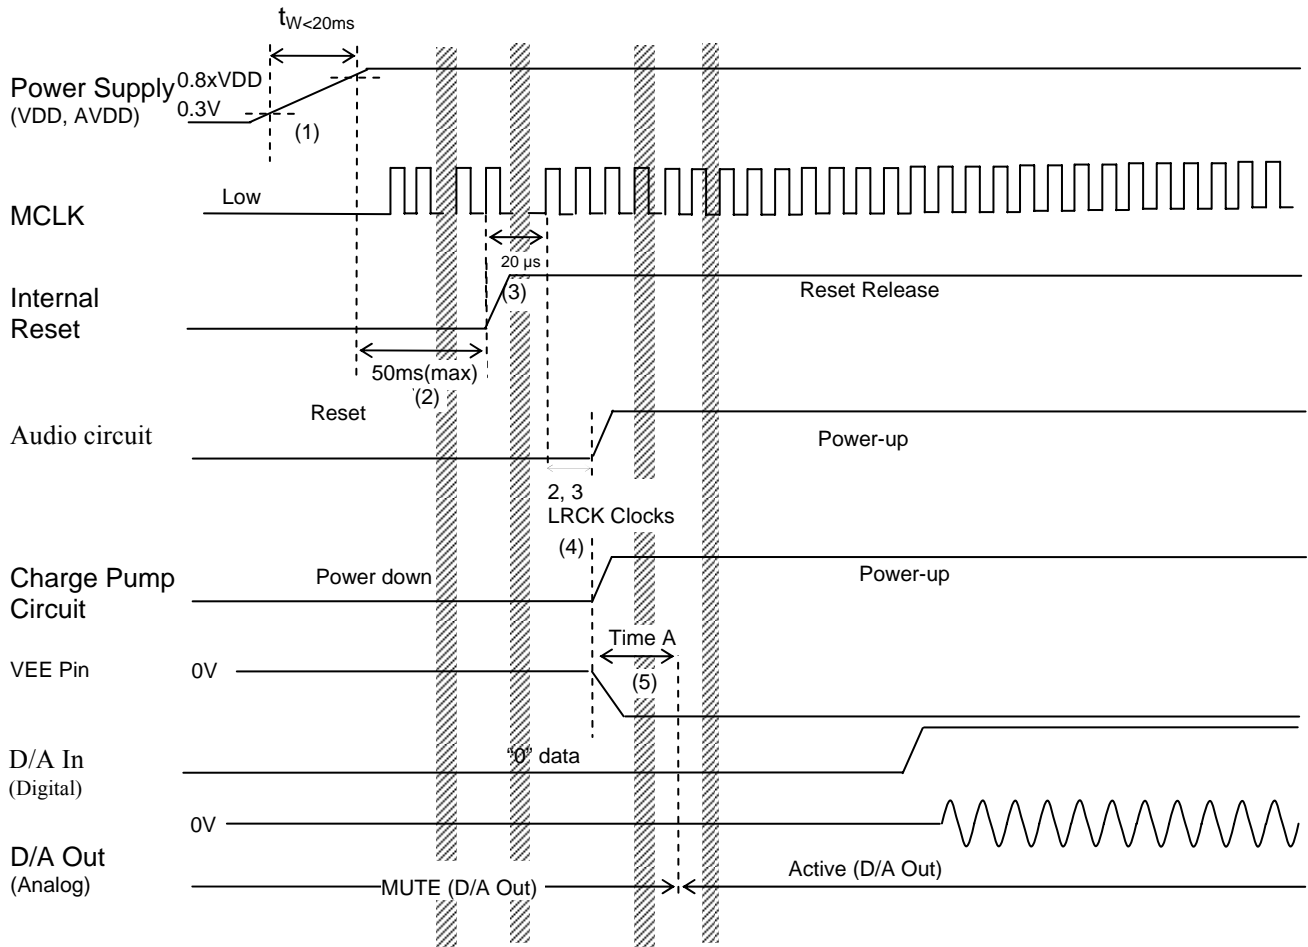 tW<20ms
Power Supply
(VDD, AVDD)
0.8xVDD
0.3V
(1)
MCLK
Low
20 µs
(3)
Internal
Reset
Reset Release
50ms(max)
(2)
Reset
Audio circuit
Power-up
2, 3
LRCK Clocks
(4)
Charge Pump
Circuit
Power down
Power-up
Time A
VEE Pin
0V
(5)
D/A In
(Digital)
"0" data
0V
D/A Out
(Analog)
MUTE (D/A Out)
Active (D/A Out)